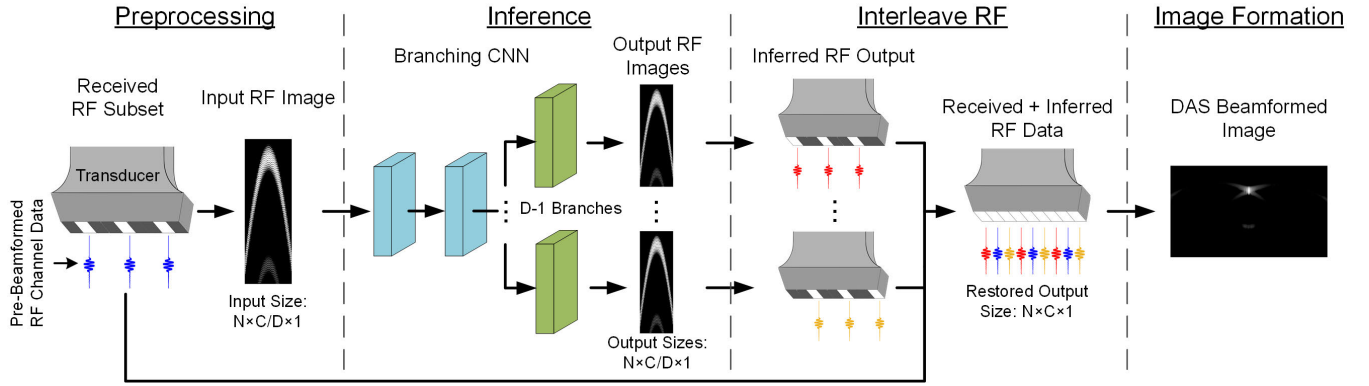 Preprocessing
Received
RF Subset
Input RF Image
Transducer
Pre-Beamformed
RF Channel Data
Input Size:
N×C/D×1
Inference
Branching CNN
Output RF
Images
D-1 Branches
Output Sizes:
N×C/D×1
Interleave RF
Inferred RF Output
Received + Inferred
RF Data
Restored Output
Size: N×C×1
Image Formation
DAS Beamformed
Image